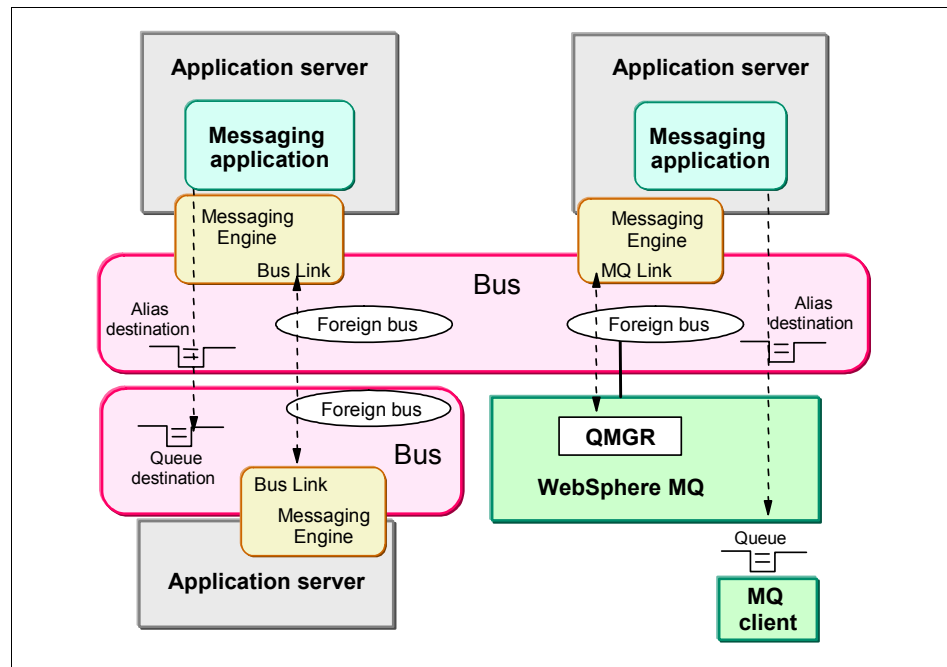 Application server
Application server
Messaging
application
Messaging
application
Messaging
Engine
Bus Link
Messaging
Engine
MQ Link
Bus
Alias
destination
Foreign bus
Foreign bus
Alias
destination
Foreign bus
Queue
destination
Bus
QMGR
WebSphere MQ
Bus Link
Messaging
Engine
Application server
Queue
MQ
client